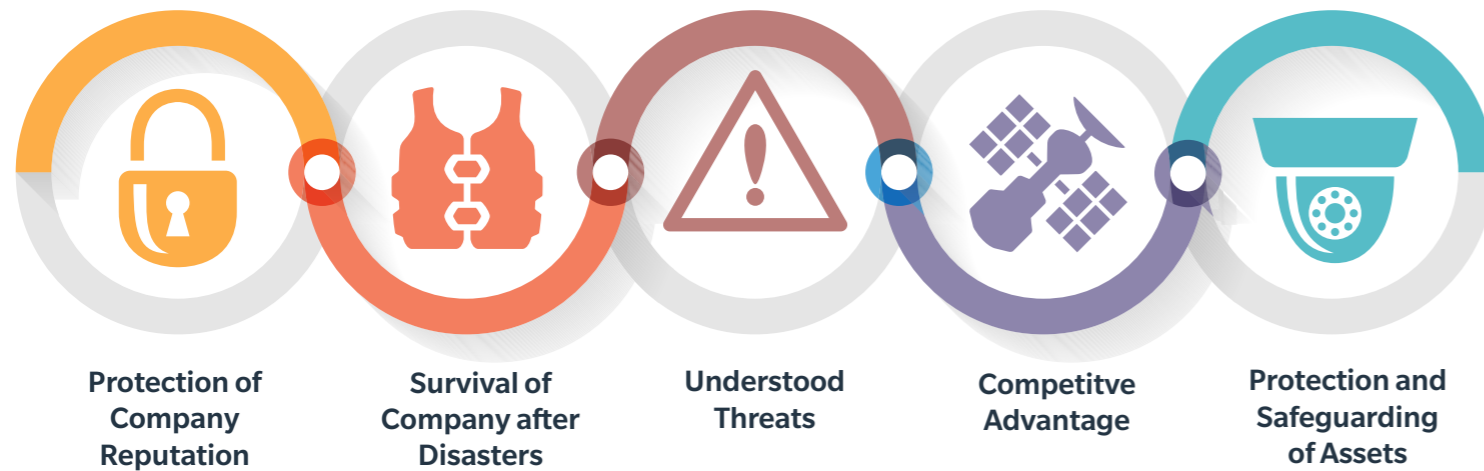 Protection of
Company
Reputation
Survival of
Company after
Disasters
Understood
Threats
Competitve
Advantage
Protection and
Safeguarding
of Assets